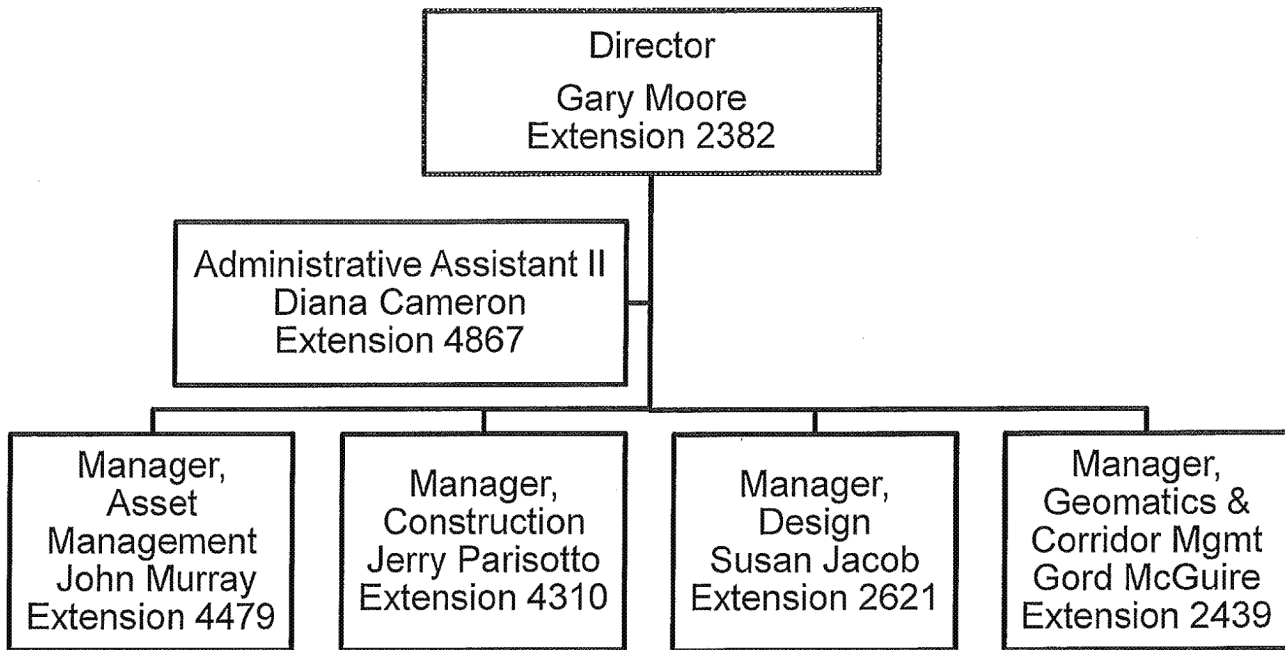 Director
Gary Moore
Extension 2382
Administrative Assistant II
Diana Cameron
Extension 4867
Manager,
Asset
Management
John Murray
Extension 4479
Manager,
Construction
Jerry Parisotto
Extension 4310
Manager,
Design
Susan Jacob
Extension 2621
Manager,
Geomatics &
Corridor Mgmt
Gord McGuire
Extension 2439